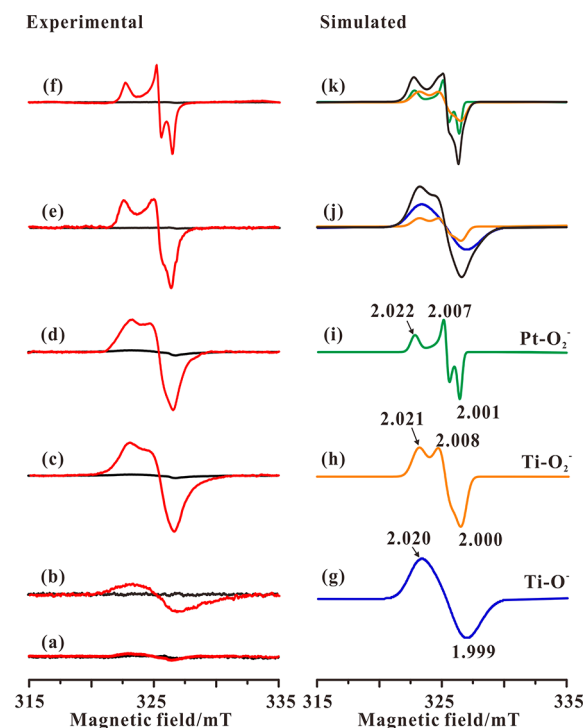 Experimental
Simulated
(f)
(k)
(e)
(j)
(d)
2.022
2.007
(i)
Pt-O₂⁻
2.001
(c)
2.021
2.008
(h)
Ti-O₂⁻
2.000
(b)
2.020
(g)
Ti-O⁻
(a)
1.999
315 325 335
315 325 335
Magnetic field/mT
Magnetic field/mT